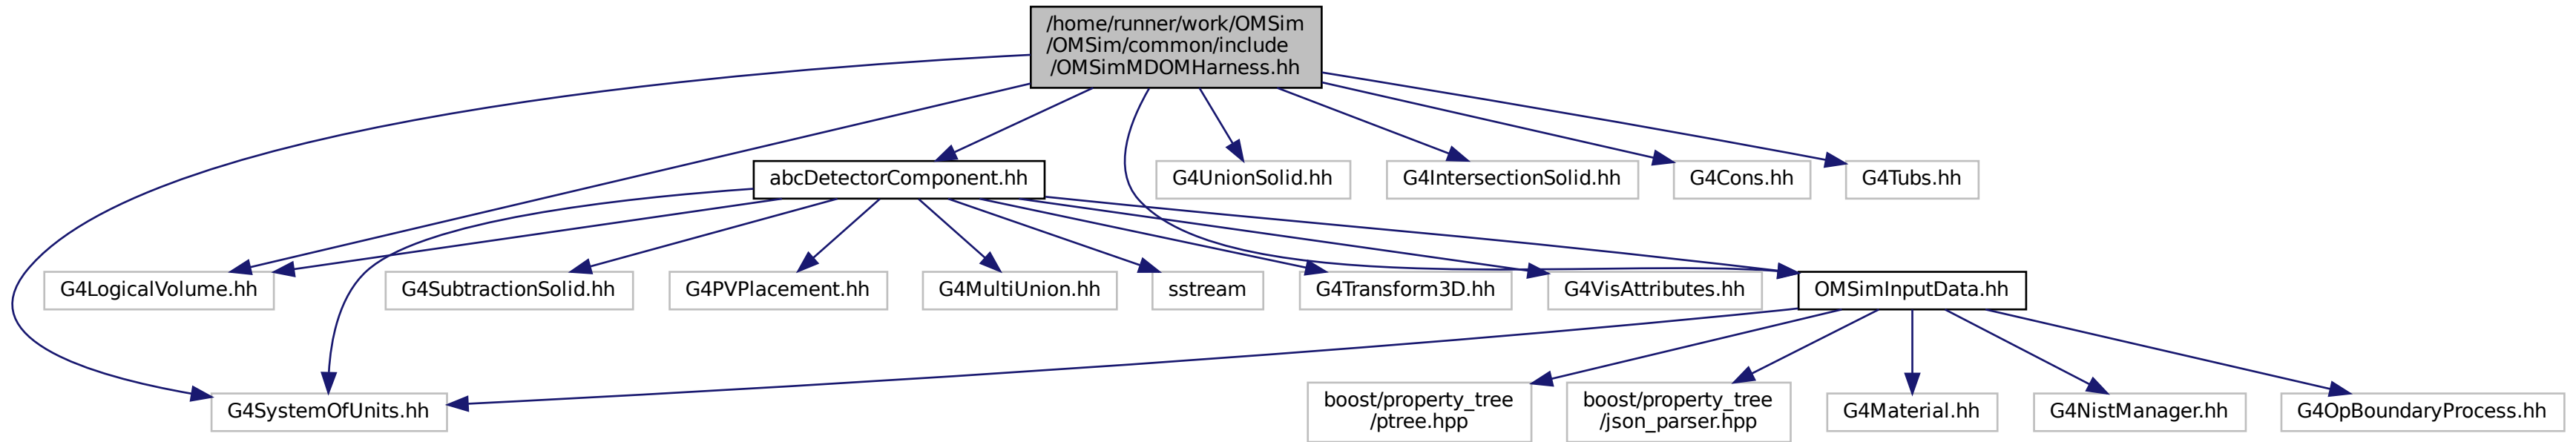 /home/runner/work/OMSim
/OMSim/common/include
/OMSimMDOMHarness.hh
abcDetectorComponent.hh
G4UnionSolid.hh
G4IntersectionSolid.hh
G4Cons.hh
G4Tubs.hh
G4LogicalVolume.hh
G4SubtractionSolid.hh
G4PVPlacement.hh
G4MultiUnion.hh
sstream
G4Transform3D.hh
G4VisAttributes.hh
OMSimInputData.hh
G4SystemOfUnits.hh
boost/property_tree
/ptree.hpp
boost/property_tree
/json_parser.hpp
G4Material.hh
G4NistManager.hh
G4OpBoundaryProcess.hh